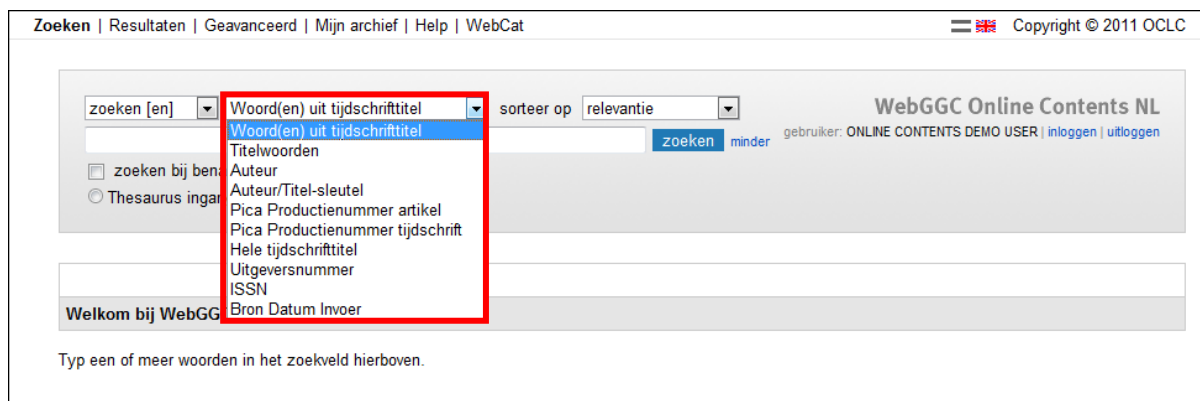 Zoeken | Resultaten | Geavanceerd | Mijn archief | Help | WebCat Copyright © 2011 OCLC
zoeken [en] Woord(en) uit tijdschrifttitel sorteer op relevantie WebGGC Online Contents NL
gebruiker: ONLINE CONTENTS DEMO USER | inloggen | uitloggen
zoeken minder
Woord(en) uit tijdschrifttitel
Titelwoorden
Auteur
Auteur/Titel-sleutel
Pica Productienummer artikel
Pica Productienummer tijdschrift
Hele tijdschrifttitel
Uitgeversnummer
ISSN
Bron Datum Invoer
zoeken bij
Thesaurus
Welkom bij
Typ een of meer woorden in het zoekveld hierboven.